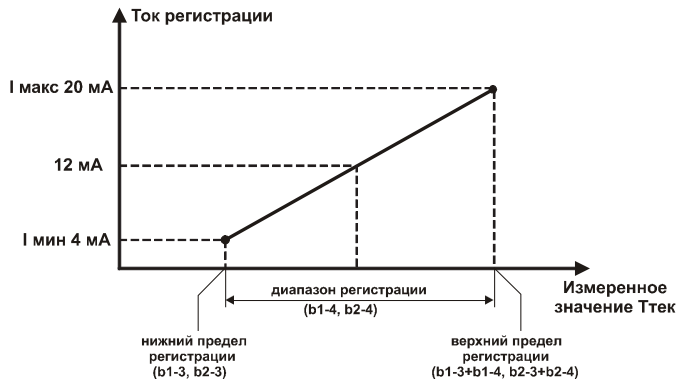 Ток регистрации
I макс 20 мА
12 мА
I мин 4 мА
Измеренное
значение Tтек
диапазон регистрации
(b1-4, b2-4)
нижний предел
регистрации
(b1-3, b2-3)
верхний предел
регистрации
(b1-3+b1-4, b2-3+b2-4)